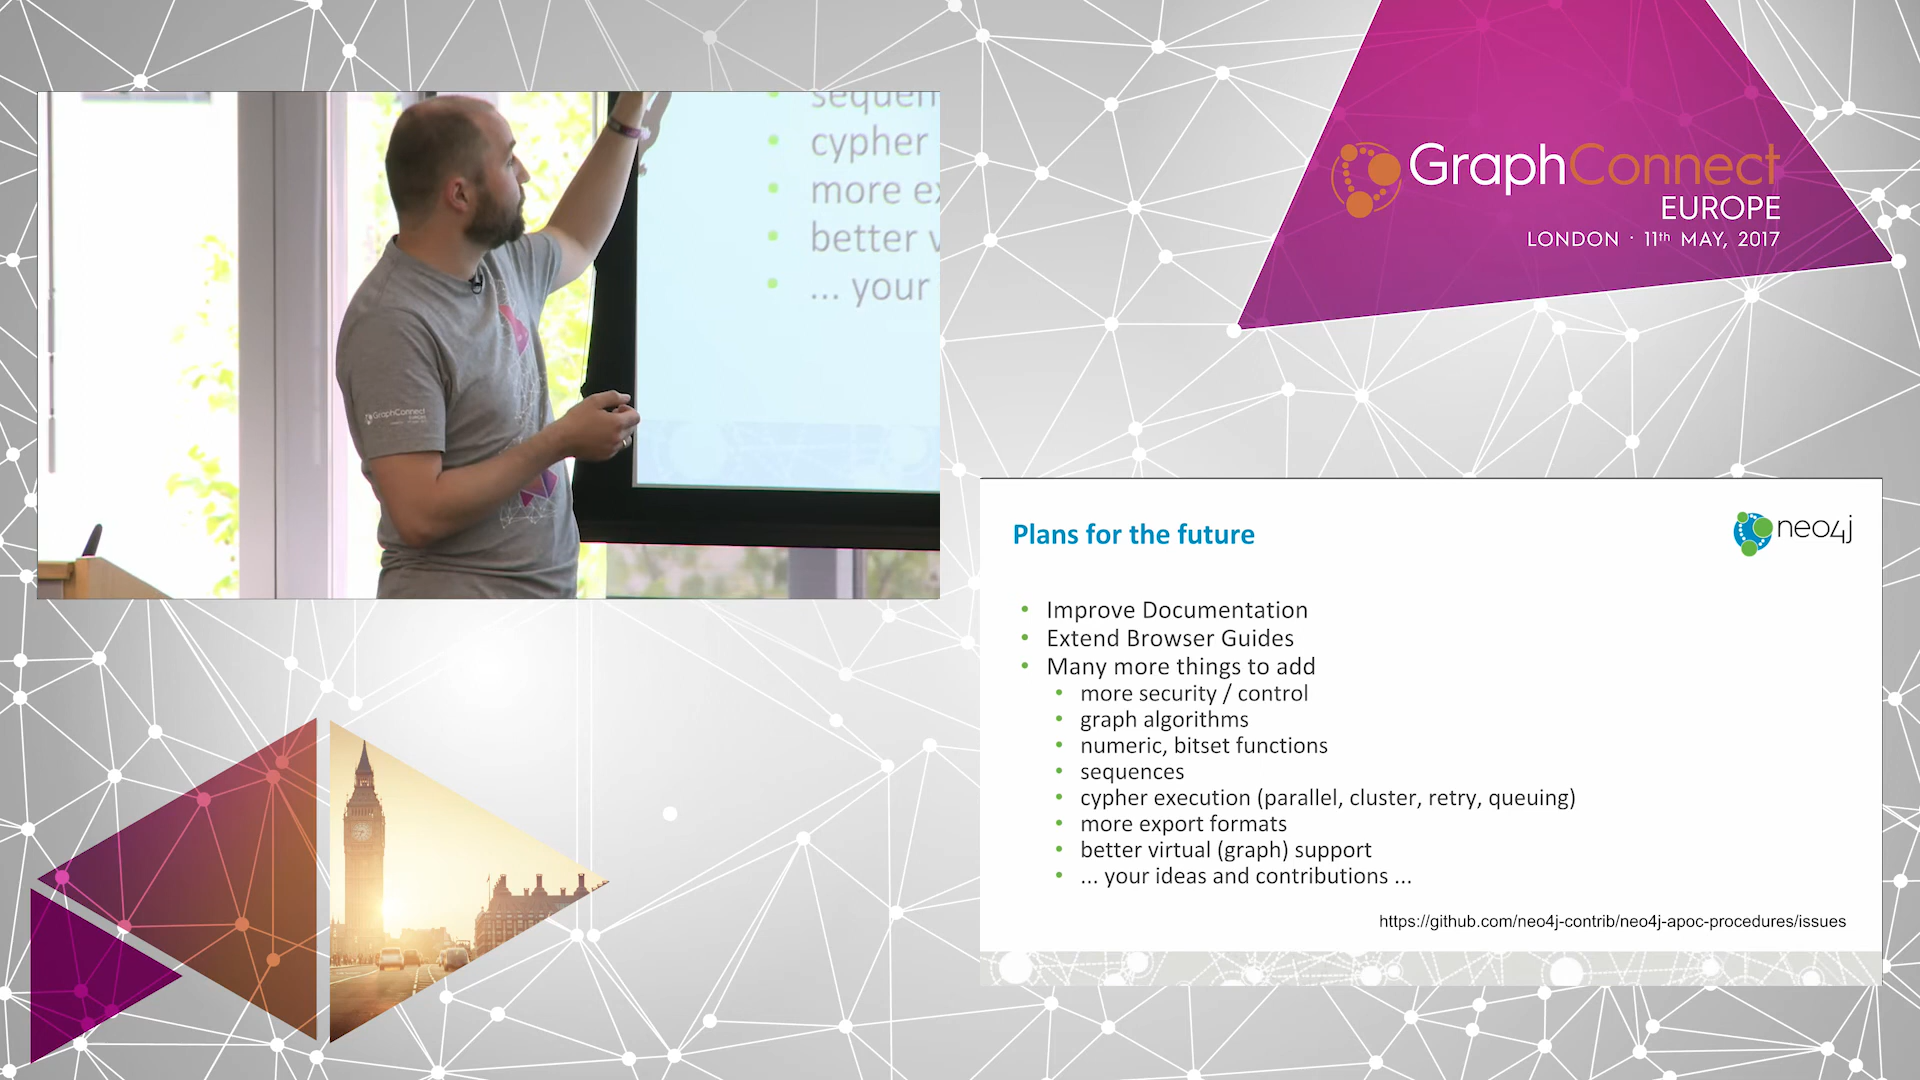 sequen
cypher
more ex
better v
... your
GraphConnect
EUROPE
GraphConnect
EUROPE
LONDON · 11th MAY, 2017
Plans for the future
neo4j
• Improve Documentation
• Extend Browser Guides
• Many more things to add
• more security / control
• graph algorithms
• numeric, bitset functions
• sequences
• cypher execution (parallel, cluster, retry, queuing)
• more export formats
• better virtual (graph) support
• ... your ideas and contributions ...
https://github.com/neo4j-contrib/neo4j-apoc-procedures/issues